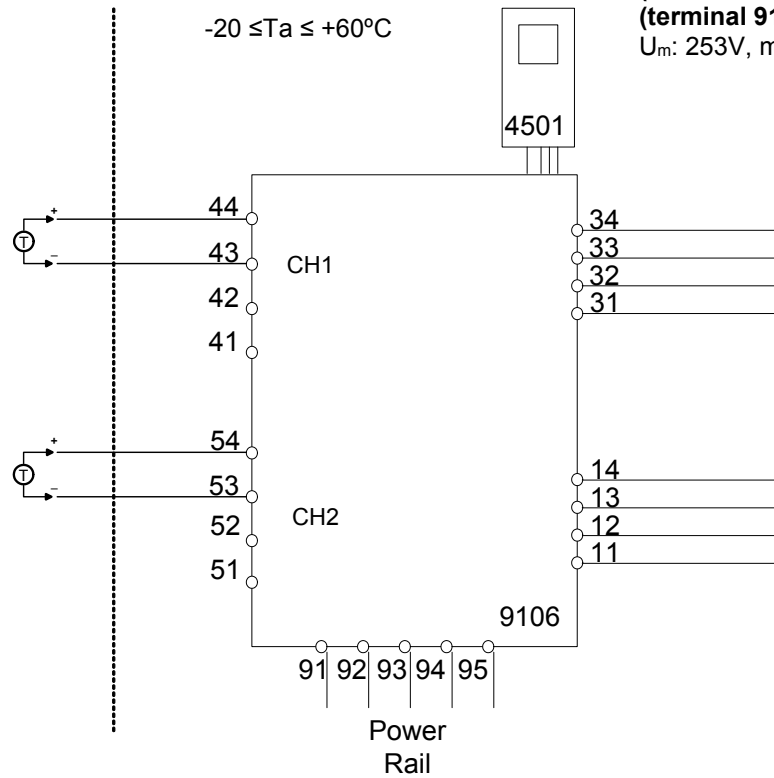 (terminal 91
-20 ≤Ta ≤ +60ºC
Um: 253V, m
4501
44
+
T
43
−
CH1
42
41
34
33
32
31
54
+
T
53
−
CH2
52
51
14
13
12
11
9106
91 92 93 94 95
Power
Rail